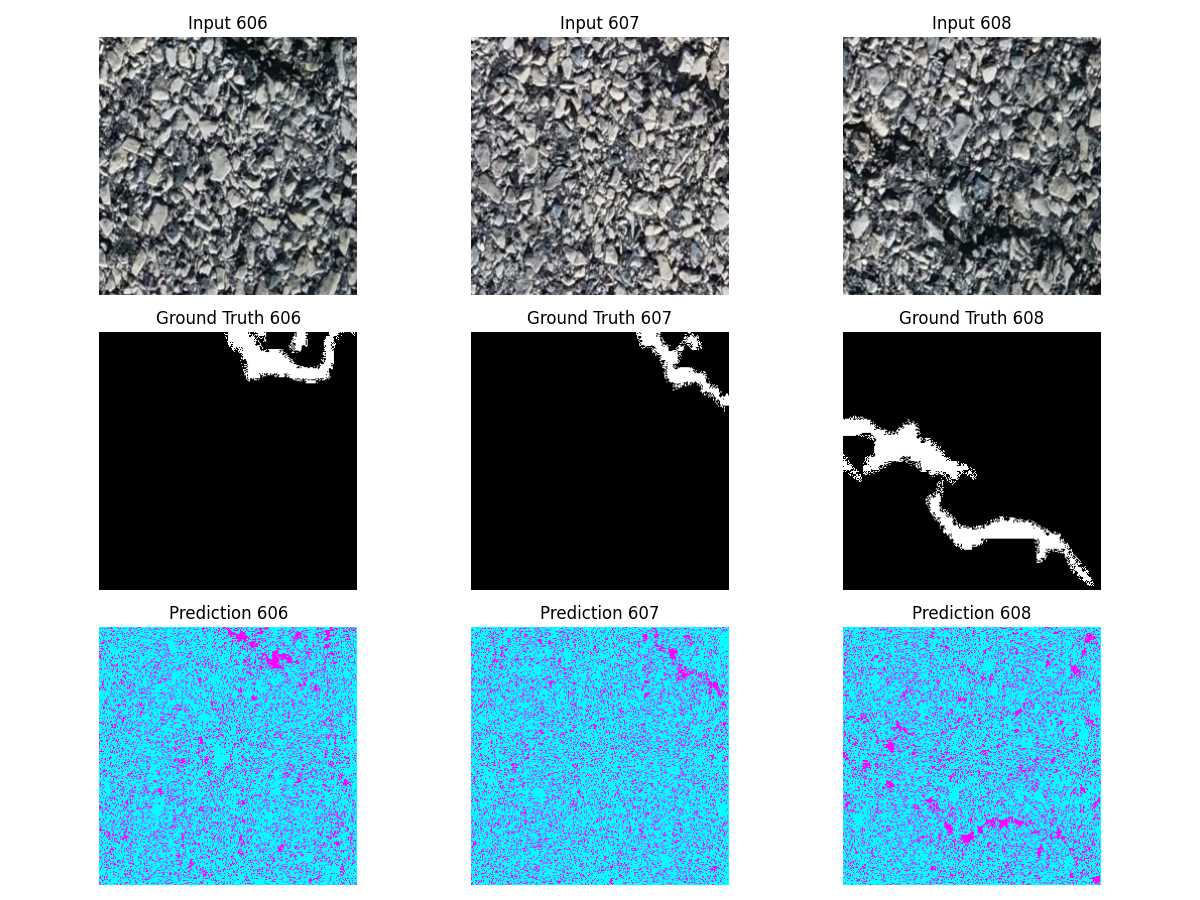 Input 606
Input 607
Input 608
Ground Truth 606
Ground Truth 607
Ground Truth 608
Prediction 606
Prediction 607
Prediction 608